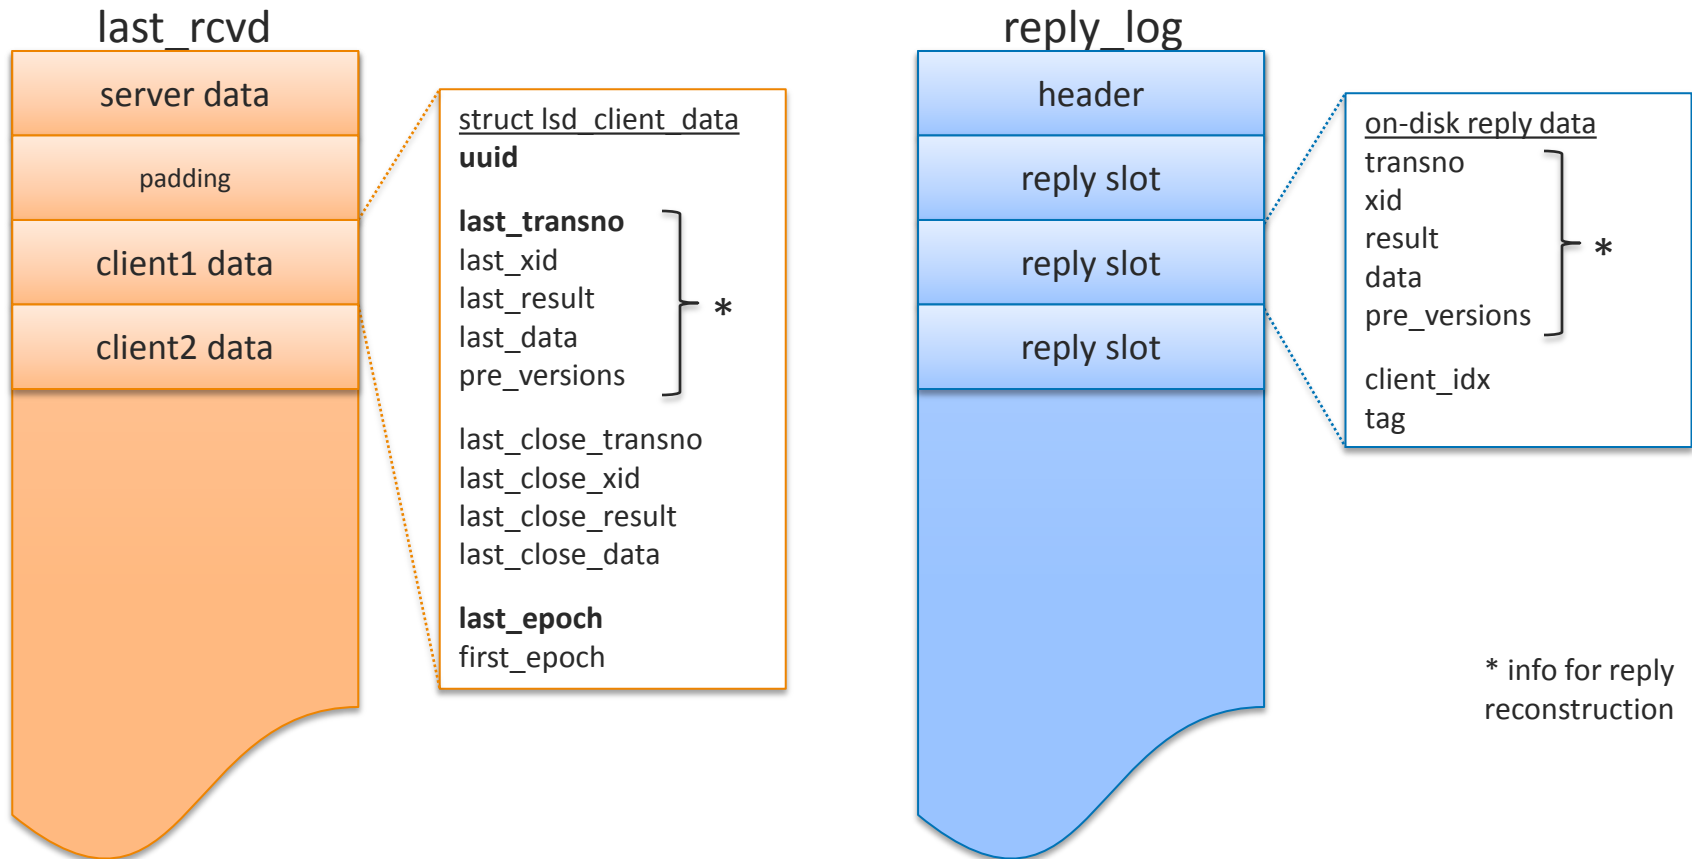 last_rcvd
server data
padding
client1 data
client2 data
struct lsd_client_data
uuid
last_transno
last_xid
last_result
last_data
pre_versions
*
last_close_transno
last_close_xid
last_close_result
last_close_data
last_epoch
first_epoch
reply_log
header
reply slot
reply slot
reply slot
on-disk reply data
transno
xid
result
data
pre_versions
*
client_idx
tag
* info for reply
reconstruction